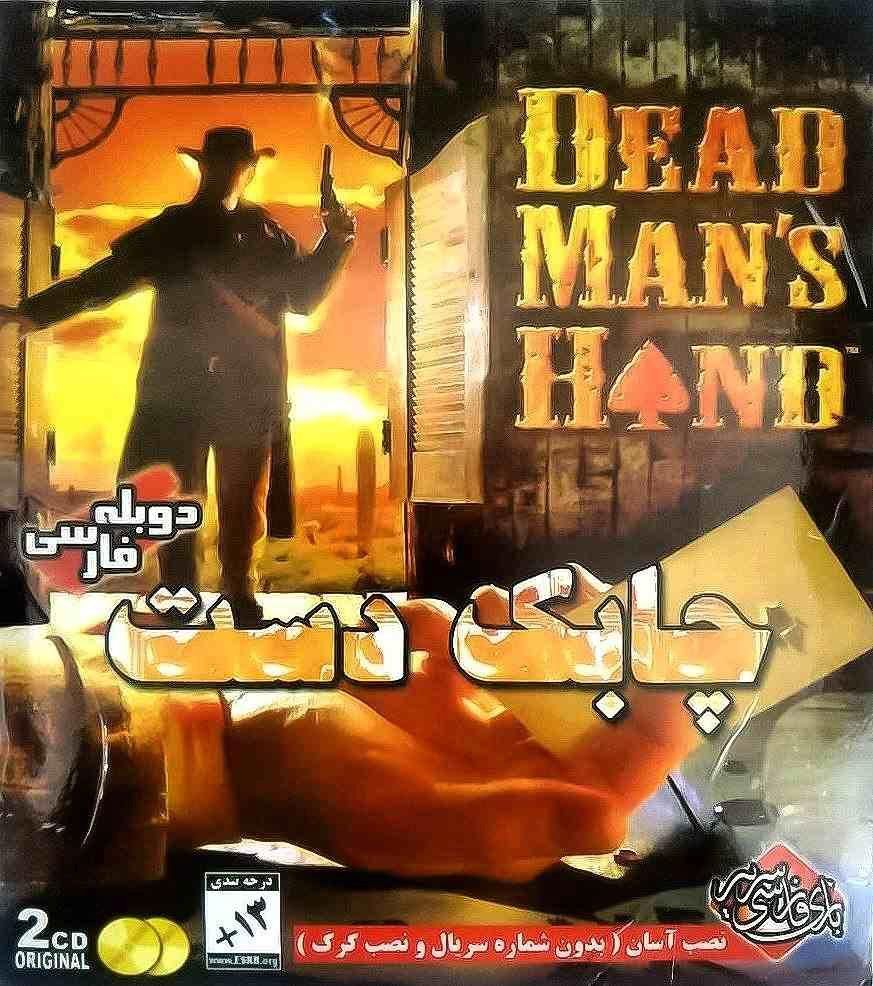 DEAD
MAN'S
HAND
TM
دوبله
فارسی
چابک دست
2CD
ORIGINAL
درجه بندی
+۱۳
www.ESRB.org
نصب آسان ( بدون شماره سریال و نصب کرک )